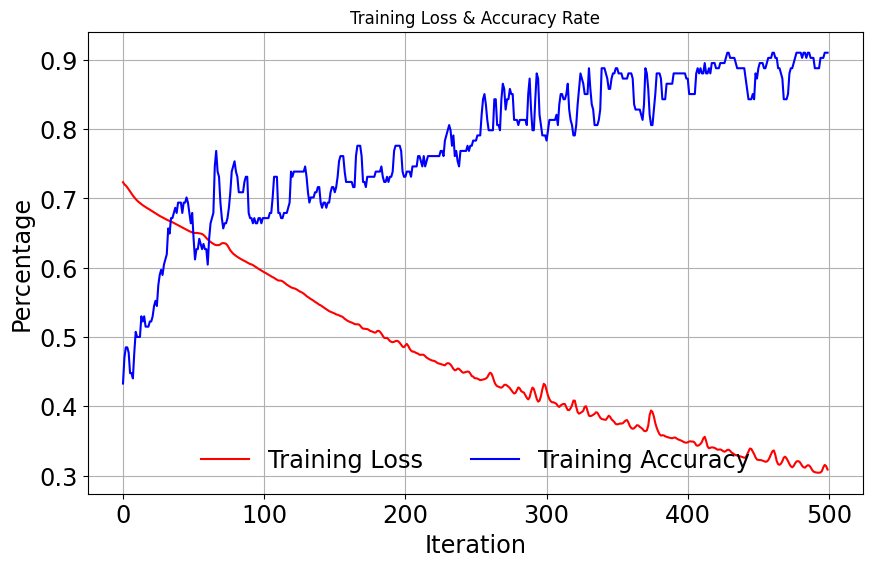 Training Loss & Accuracy Rate
Percentage
0.9
0.8
0.7
0.6
0.5
0.4
0.3
Training Loss
Training Accuracy
0
100
200
300
400
500
Iteration